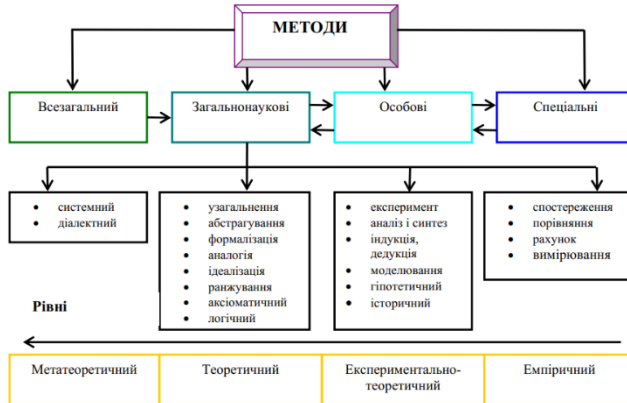 МЕТОДИ
Всезагальний
Загальнонаукові
Особові
Спеціальні
• системний
• діалектний
• узагальнення
• абстрагування
• формалізація
• аналогія
• ідеалізація
• ранжування
• аксіоматичний
• логічний
• експеримент
• аналіз і синтез
• індукція,
дедукція
• моделювання
• гіпотетичний
• історичний
• спостереження
• порівняння
• рахунок
• вимірювання
Рівні
Метатеоретичний
Теоретичний
Експериментально-
теоретичний
Емпіричний